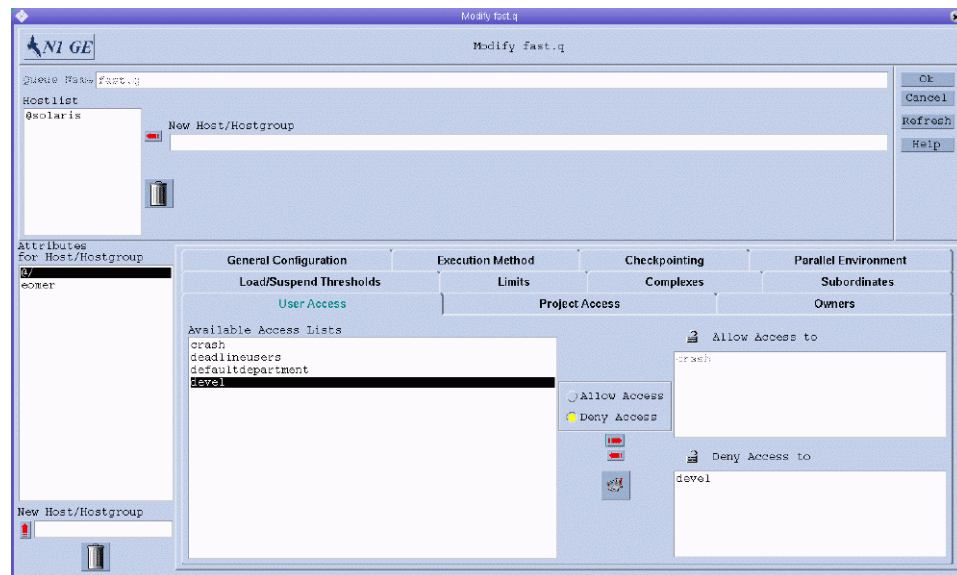 Modify fast.q
N1 GE
Modify fast.q
Queue Name fast.q
Ok
Cancel
Refresh
Help
Hostlist
@solaris
New Host/Hostgroup
Attributes
for Host/Hostgroup
@/
eomer
New Host/Hostgroup
General Configuration
Execution Method
Checkpointing
Parallel Environment
Load/Suspend Thresholds
Limits
Complexes
Subordinates
User Access
Project Access
Owners
Available Access Lists
crash
deadlineusers
defaultdepartment
devel
Allow Access
Deny Access
Allow Access to
crash
Deny Access to
devel